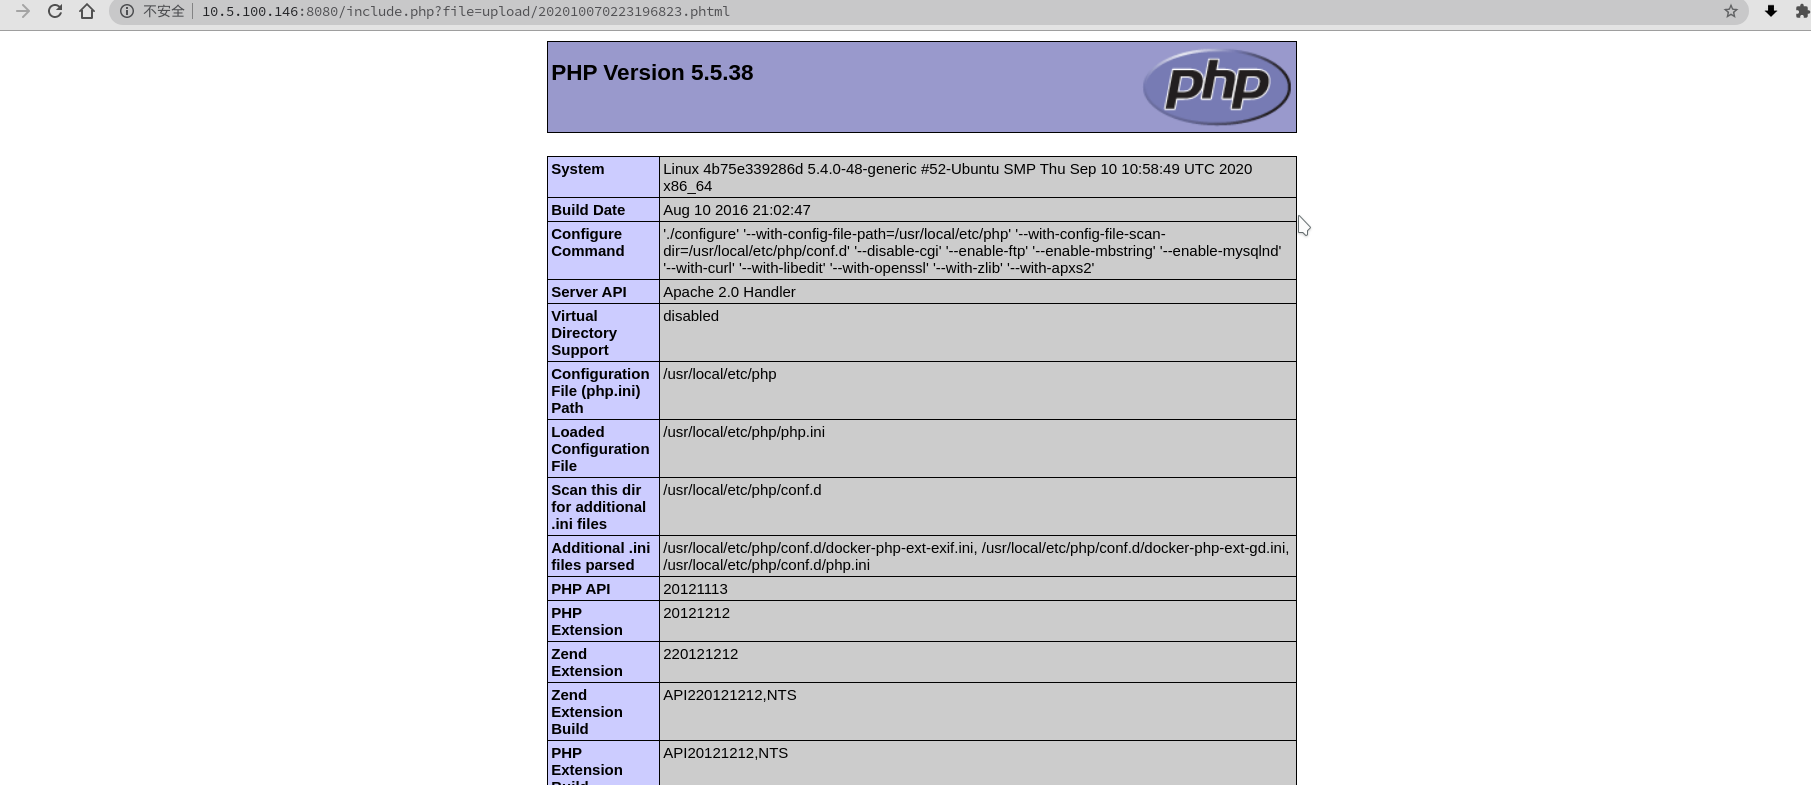 不安全 10.5.100.146:8080/include.php?file=upload/202010070223196823.phtml
PHP Version 5.5.38
php
System
Linux 4b75e339286d 5.4.0-48-generic #52-Ubuntu SMP Thu Sep 10 10:58:49 UTC 2020
x86_64
Build Date
Aug 10 2016 21:02:47
Configure
Command
'./configure' '--with-config-file-path=/usr/local/etc/php' '--with-config-file-scan-
dir=/usr/local/etc/php/conf.d' '--disable-cgi' '--enable-ftp' '--enable-mbstring' '--enable-mysqlnd'
'--with-curl' '--with-libedit' '--with-openssl' '--with-zlib' '--with-apxs2'
Server API
Apache 2.0 Handler
Virtual
Directory
Support
disabled
Configuration
File (php.ini)
Path
/usr/local/etc/php
Loaded
Configuration
File
/usr/local/etc/php/php.ini
Scan this dir
for additional
.ini files
/usr/local/etc/php/conf.d
Additional .ini
files parsed
/usr/local/etc/php/conf.d/docker-php-ext-exif.ini, /usr/local/etc/php/conf.d/docker-php-ext-gd.ini,
/usr/local/etc/php/conf.d/php.ini
PHP API
20121113
PHP
Extension
20121212
Zend
Extension
220121212
Zend
Extension
Build
API220121212,NTS
PHP
Extension
Build
API20121212,NTS